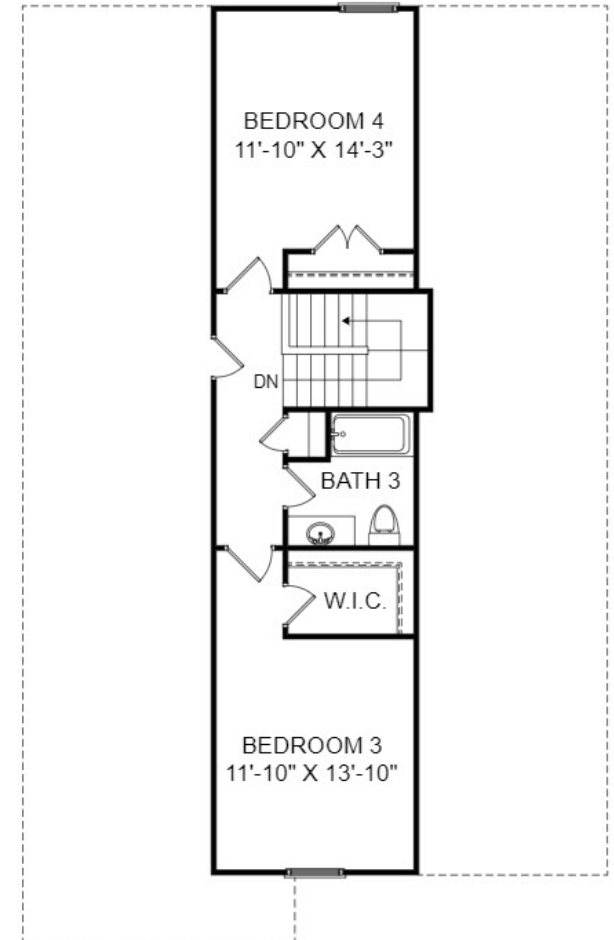 BEDROOM 4
11'-10" X 14'-3"
DN
BATH 3
W.I.C.
BEDROOM 3
11'-10" X 13'-10"